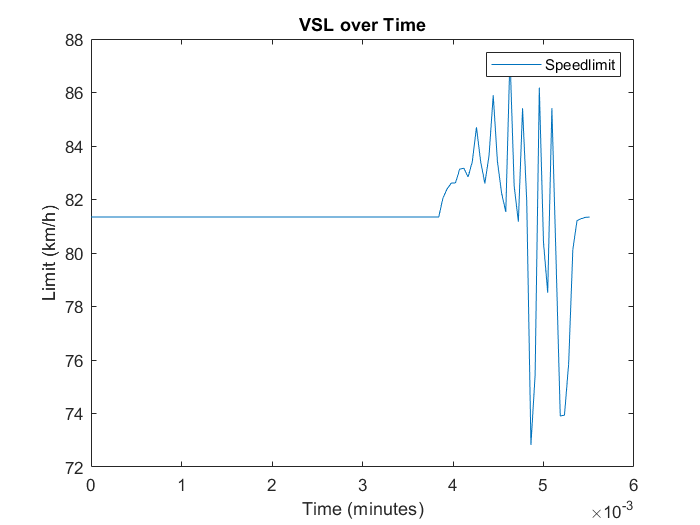 VSL over Time
Speedlimit
88
86
84
82
80
78
76
74
72
Limit (km/h)
0 1 2 3 4 5 6
Time (minutes)
×10⁻³